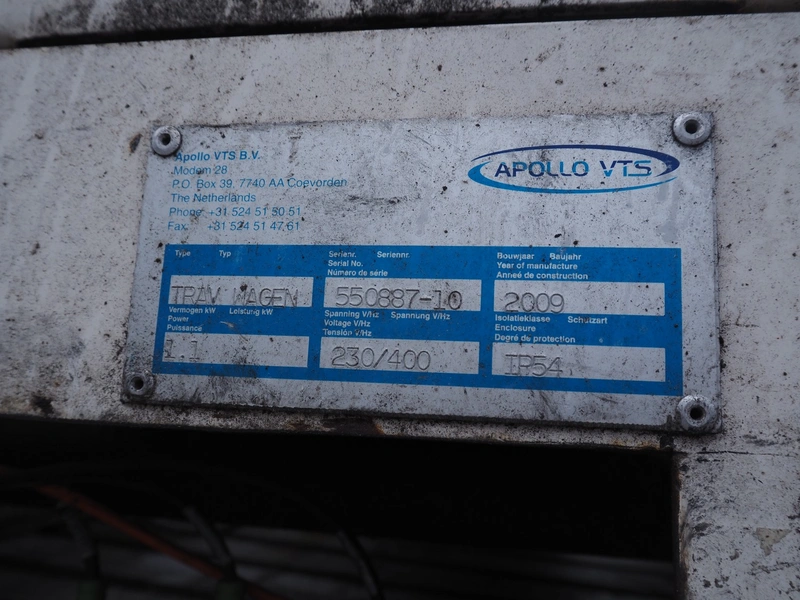 Apollo VTS B.V.
Modem 28
P.O. Box 39, 7740 AA Coevorden
The Netherlands
Phone: +31 524 51 50 51
Fax: +31 524 51 47 61
APOLLO VTS
Type Typ
Serienr. Seriennr.
Serial No.
Número de série
Bouwjaar Baujahr
Year of manufacture
Anneé de construction
TRAV WAGEN
550887-10
2009
Vermogen kW Leistung kW
Power
Puissance
Spanning V/Hz Spannung V/Hz
Voltage V/Hz
Tensión V/Hz
Isolatieklasse Schutzart
Enclosure
Degré de protection
1.1
230/400
IP54